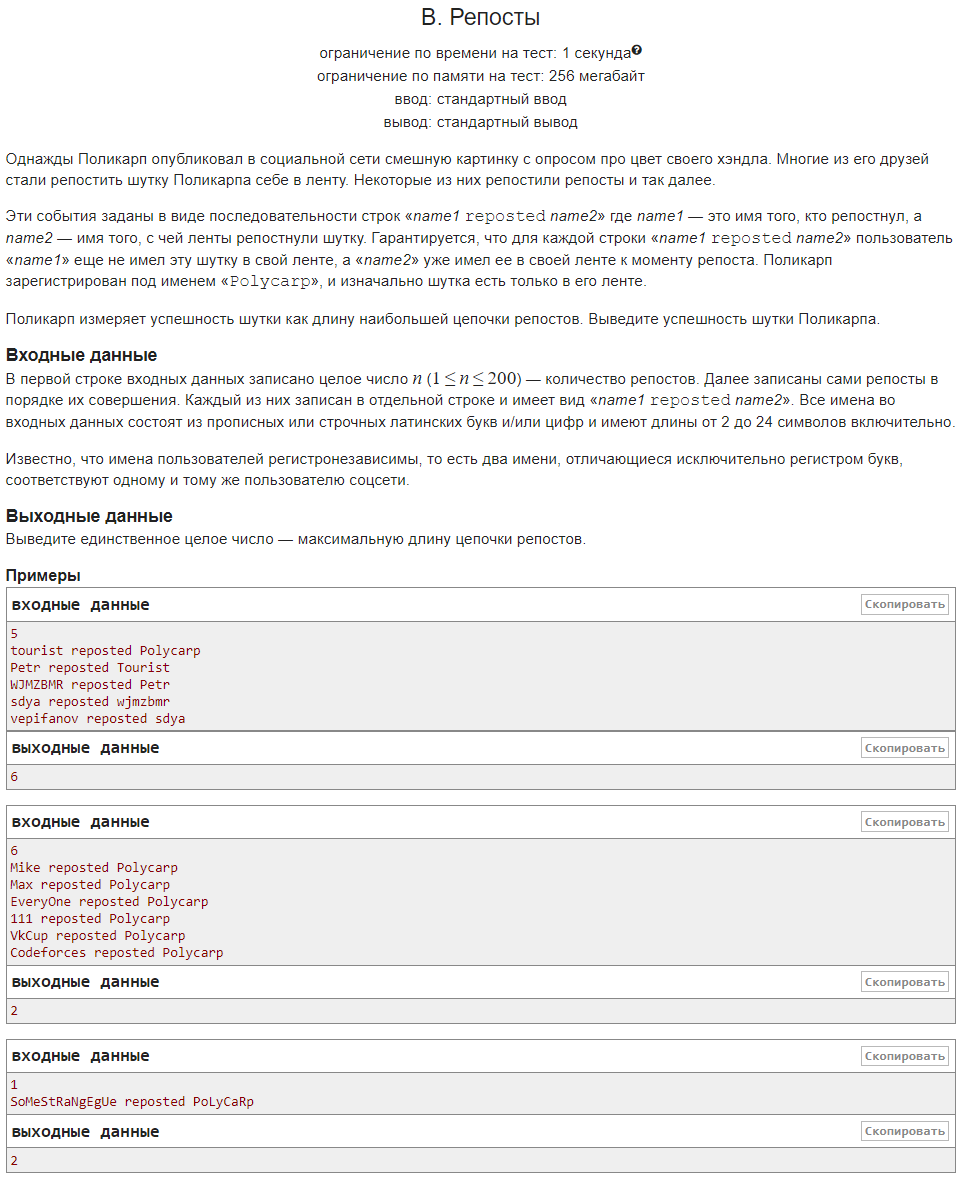 B. Репосты
ограничение по времени на тест: 1 секунда?
ограничение по памяти на тест: 256 мегабайт
ввод: стандартный ввод
вывод: стандартный вывод
Однажды Поликарп опубликовал в социальной сети смешную картинку с опросом про цвет своего хэндла. Многие из его друзей
стали репостить шутку Поликарпа себе в ленту. Некоторые из них репостили репосты и так далее.
Эти события заданы в виде последовательности строк «name1 reposted name2» где name1 — это имя того, кто репостнул, а
name2 — имя того, с чей ленты репостнули шутку. Гарантируется, что для каждой строки «name1 reposted name2» пользователь
«name1» еще не имел эту шутку в свой ленте, а «name2» уже имел ее в своей ленте к моменту репоста. Поликарп
зарегистрирован под именем «Polycarp», и изначально шутка есть только в его ленте.
Поликарп измеряет успешность шутки как длину наибольшей цепочки репостов. Выведите успешность шутки Поликарпа.
Входные данные
В первой строке входных данных записано целое число n (1 ≤ n ≤ 200) — количество репостов. Далее записаны сами репосты в
порядке их совершения. Каждый из них записан в отдельной строке и имеет вид «name1 reposted name2». Все имена во
входных данных состоят из прописных или строчных латинских букв и/или цифр и имеют длины от 2 до 24 символов включительно.
Известно, что имена пользователей регистронезависимы, то есть два имени, отличающиеся исключительно регистром букв,
соответствуют одному и тому же пользователю соцсети.
Выходные данные
Выведите единственное целое число — максимальную длину цепочки репостов.
Примеры
входные данные Скопировать
5
tourist reposted Polycarp
Petr reposted Tourist
WJMZBMR reposted Petr
sdya reposted wjmzbmr
vepifanov reposted sdya
выходные данные Скопировать
6
входные данные Скопировать
6
Mike reposted Polycarp
Max reposted Polycarp
EveryOne reposted Polycarp
111 reposted Polycarp
VkCup reposted Polycarp
Codeforces reposted Polycarp
выходные данные Скопировать
2
входные данные Скопировать
1
SoMeStRaNgEgUe reposted PoLyCaRp
выходные данные Скопировать
2